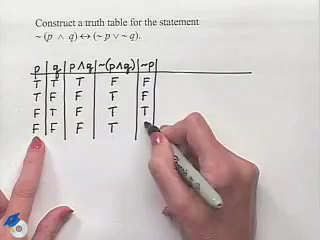 Construct a truth table for the statement
~(p ∧ q)↔(~p∨~q).
p q p∧q ~(p∧q) ~p
T T T F F
T F F T F
F T F T T
F F F T